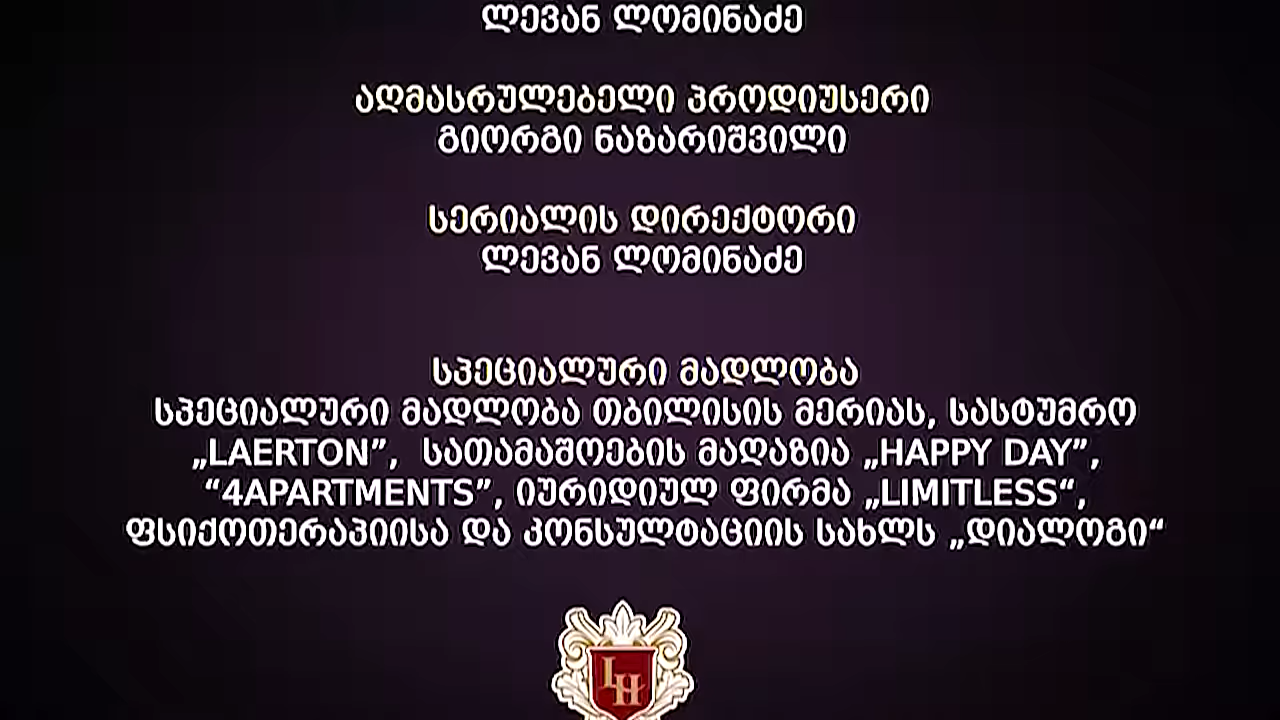 ლევან ლომინაძე
აღმასრულებელი პროდიუსერი
გიორგი ნაზარიშვილი
სერიალის დირექტორი
ლევან ლომინაძე
სპეციალური მადლობა
სპეციალური მადლობა თბილისის მერიას, სასტუმრო
„LAERTON”,  სათამაშოების მაღაზია „HAPPY DAY”,
“4APARTMENTS”, იურიდიულ ფირმა „LIMITLESS“,
ფსიქოთერაპიისა და კონსულტაციის სახლს „დიალოგი“
LH